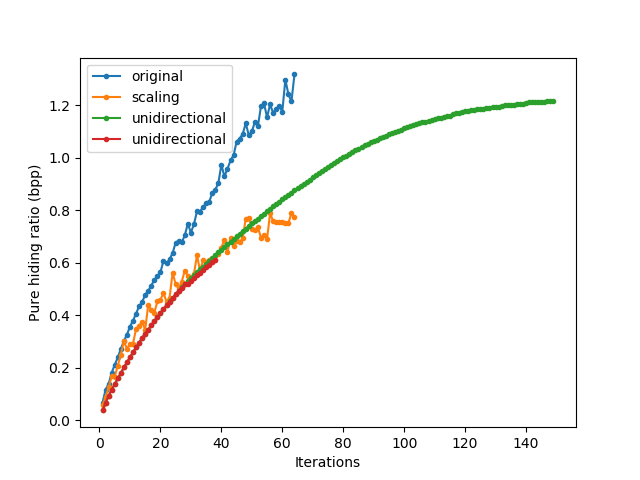 original
scaling
unidirectional
unidirectional
Pure hiding ratio (bpp)
1.2
1.0
0.8
0.6
0.4
0.2
0.0
0 20 40 60 80 100 120 140
Iterations